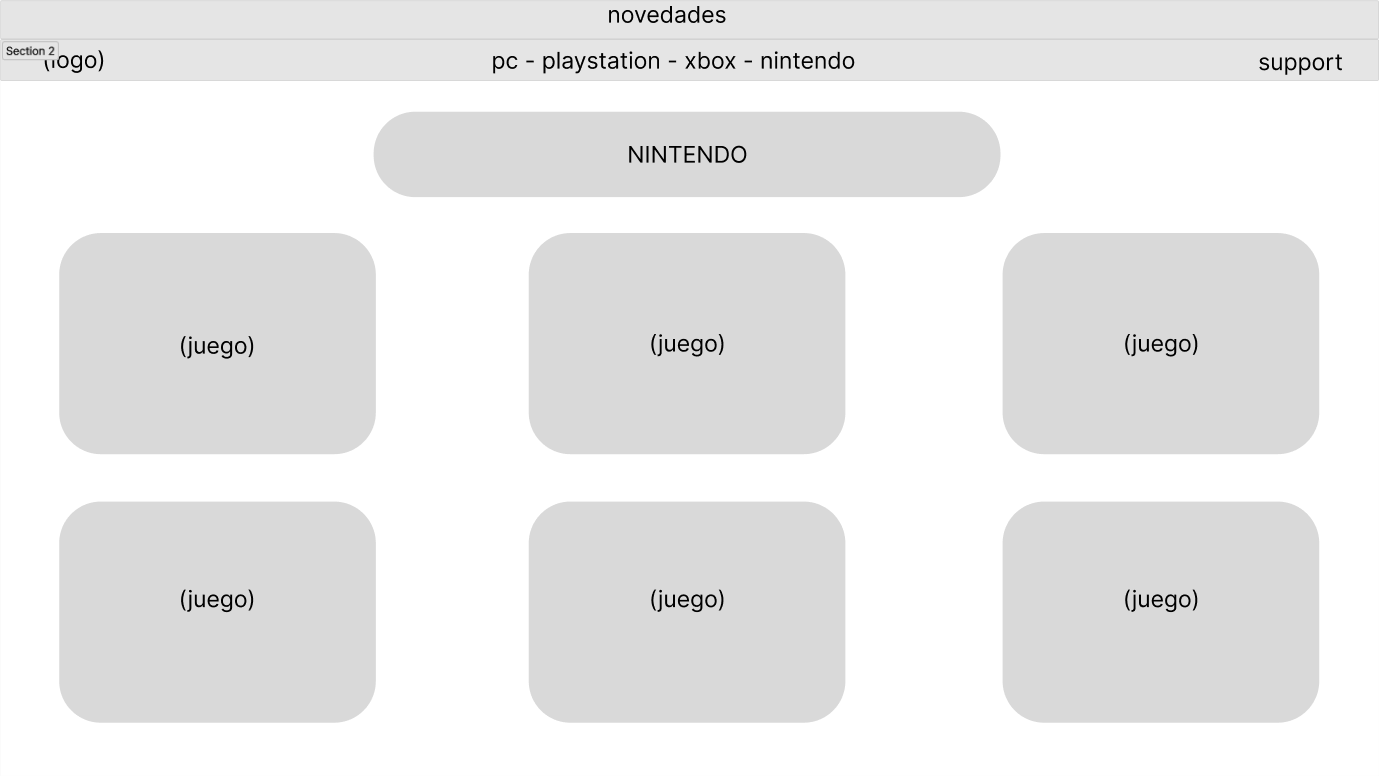 novedades
Section 2
(logo)
pc - playstation - xbox - nintendo
support
NINTENDO
(juego)
(juego)
(juego)
(juego)
(juego)
(juego)